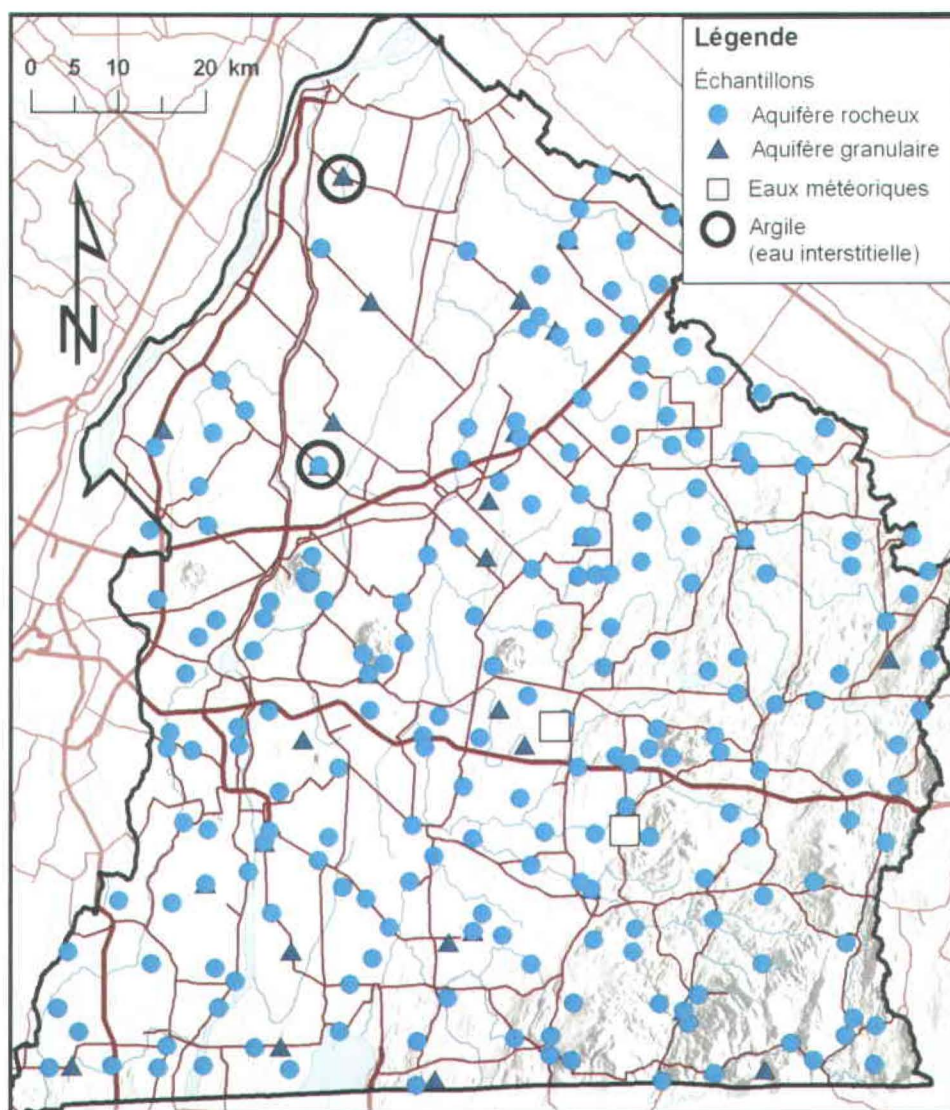 Légende
0 5 10 20 km
Échantillons
Aquifère rocheux
Aquifère granulaire
Eaux météoriques
Argile
(eau interstitielle)
N